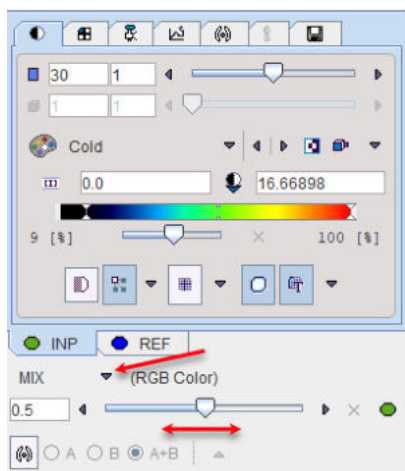 30 1
1 1
Cold
0.0 16.66898
9 [%] 100 [%]
INP REF
MIX (RGB Color)
0.5
A B A+B